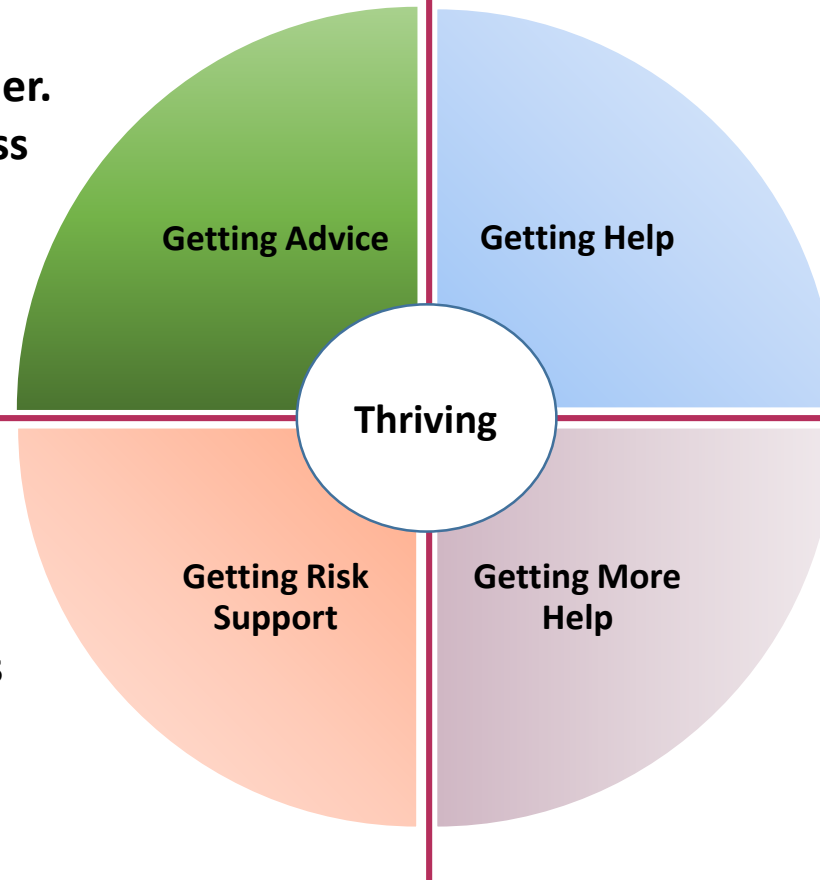 er.
ss
Getting Advice
Getting Help
Thriving
Getting Risk
Support
Getting More
Help
s